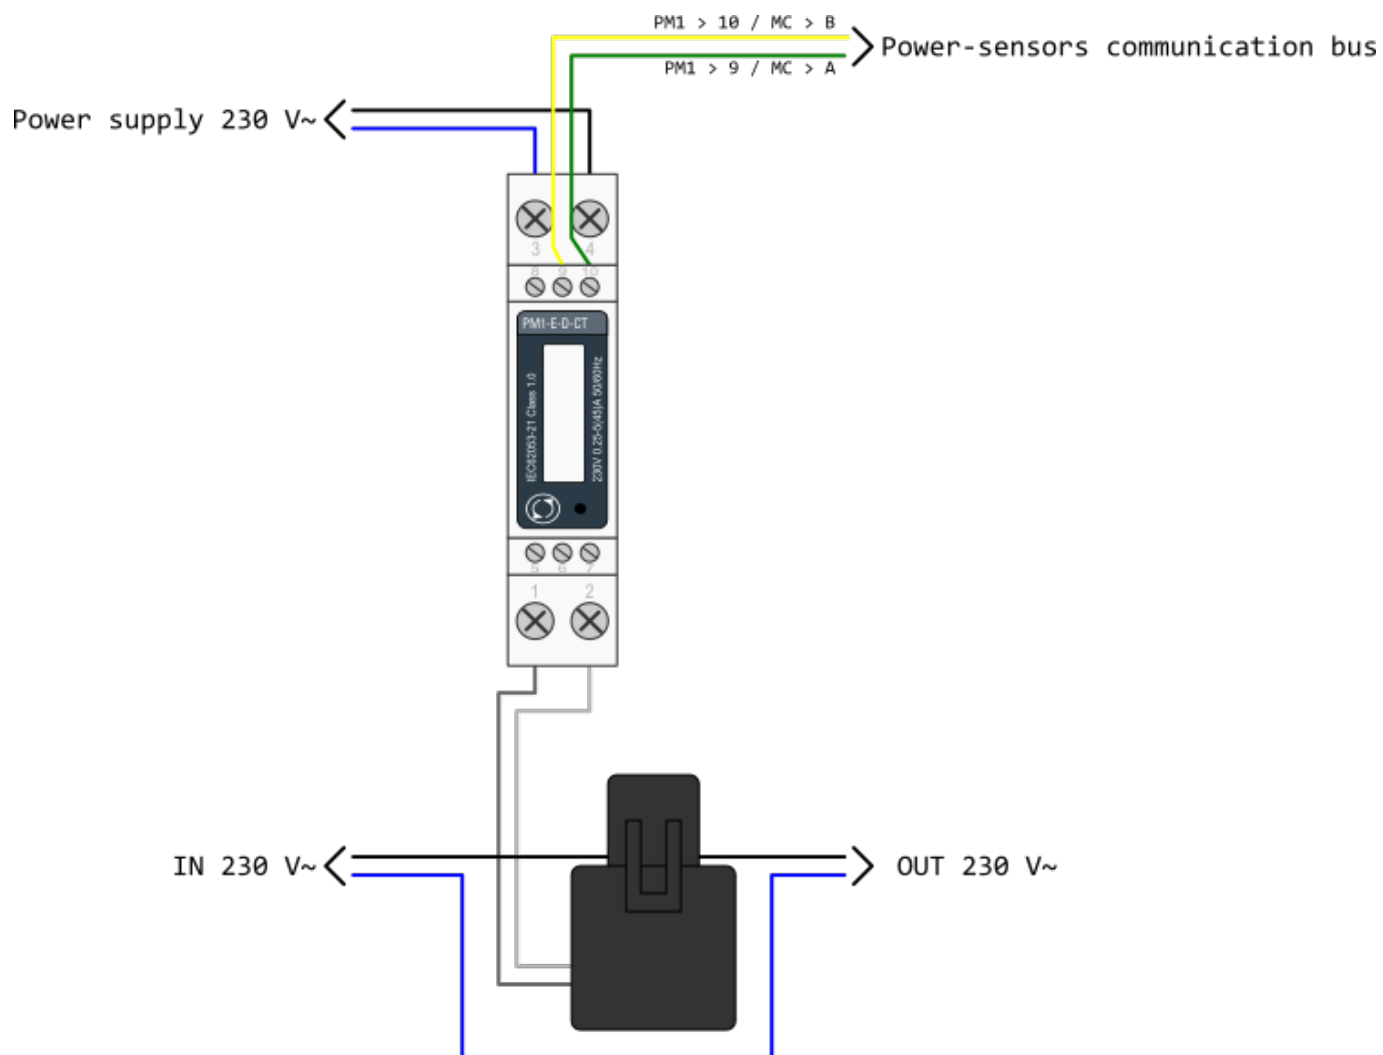 PM1 > 10 / MC > B
Power-sensors communication bus
PM1 > 9 / MC > A
Power supply 230 V~
3 4
8 9 10
PM1-E-D-CT
IEC62053-21 Class 1.0
230V 0.25-5(45)A 50/60Hz
5 6 7
1 2
IN 230 V~
OUT 230 V~